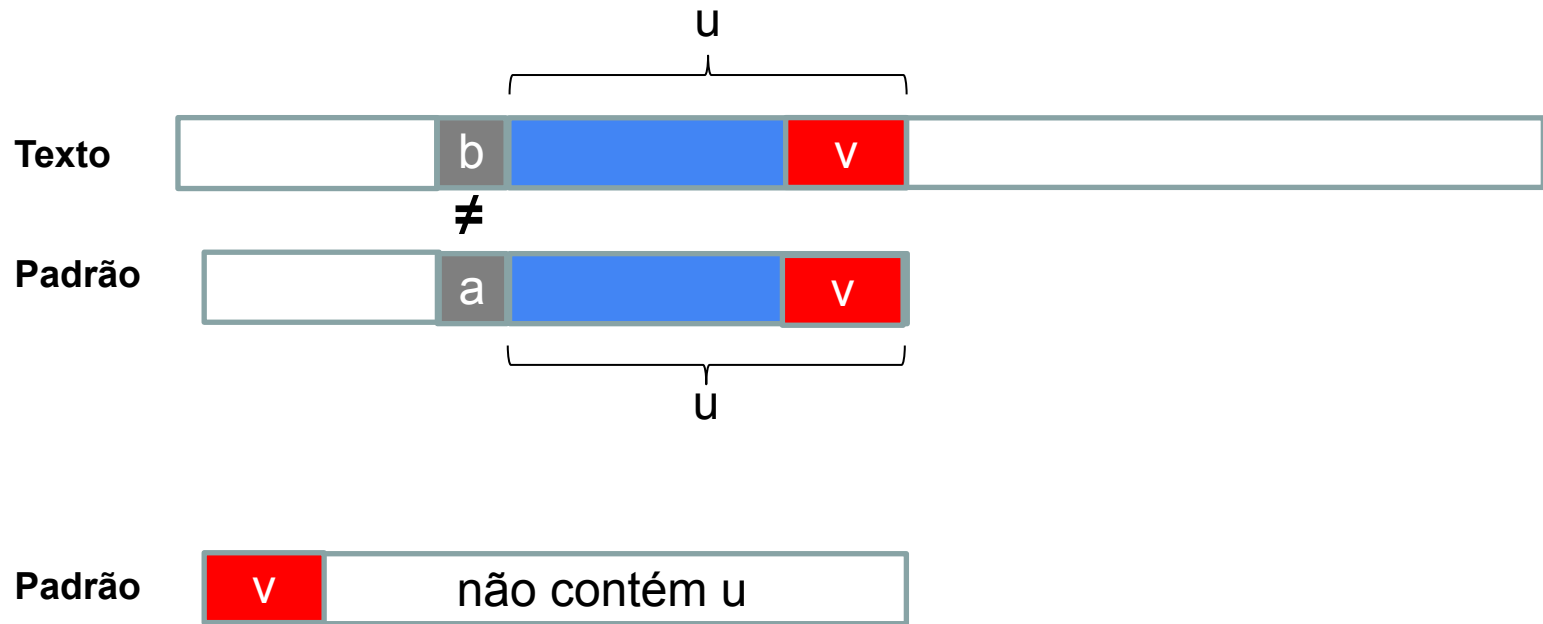 u
Texto b v
≠
Padrão a v
u
Padrão v não contém u